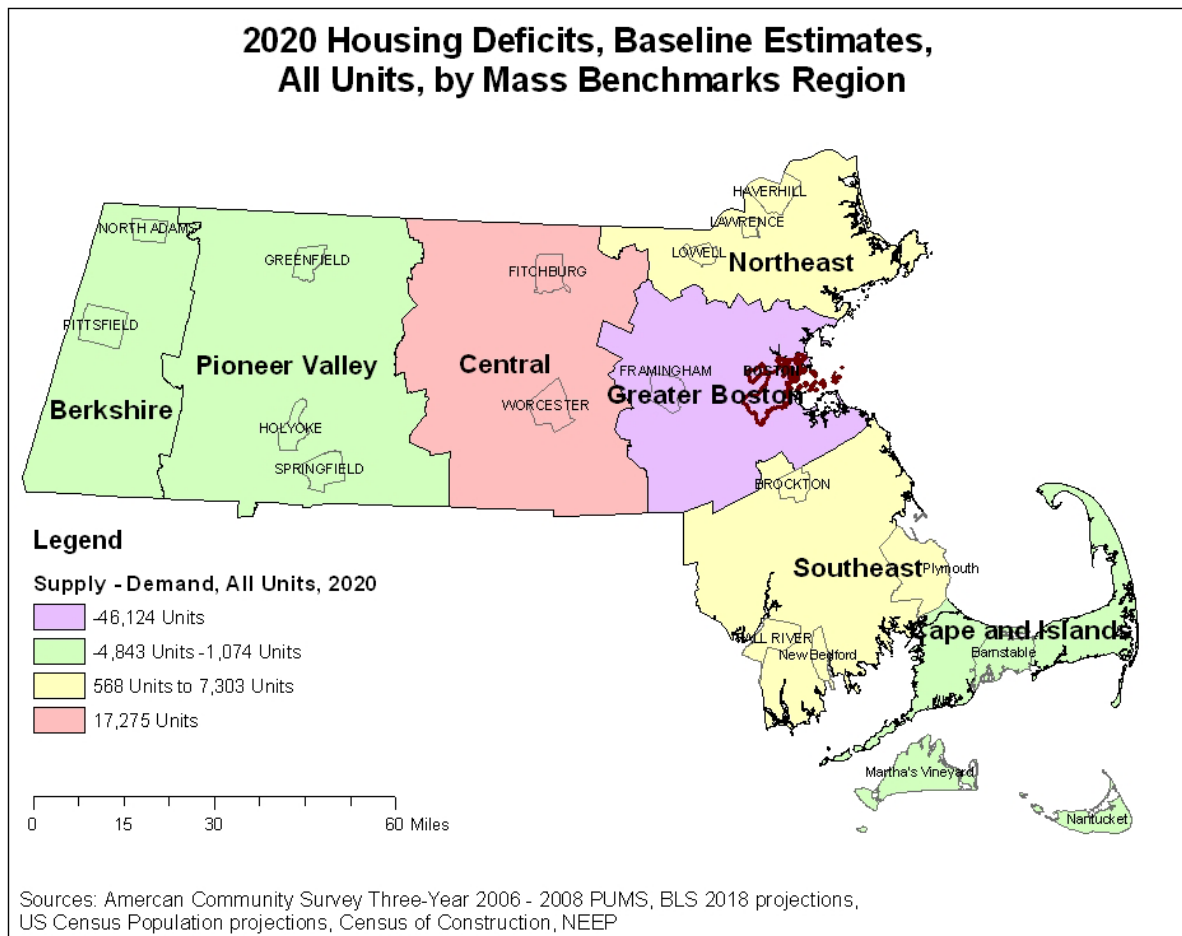 2020 Housing Deficits, Baseline Estimates,
All Units, by Mass Benchmarks Region
HAVERHILL
LAWRENCE
NORTH ADAMS
LOWELL
GREENFIELD
Northeast
FITCHBURG
PITTSFIELD
Pioneer Valley
Central
FRAMINGHAM
BOSTON
Greater Boston
WORCESTER
Berkshire
HOLYOKE
SPRINGFIELD
BROCKTON
Legend
Southeast
Plymouth
Supply - Demand, All Units, 2020
-46,124 Units
-4,843 Units -1,074 Units
568 Units to 7,303 Units
17,275 Units
Cape and Islands
FALL RIVER
New Bedford
Barnstable
Martha's Vineyard
Nantucket
0 15 30 60 Miles
Sources: Amercan Community Survey Three-Year 2006 - 2008 PUMS, BLS 2018 projections,
US Census Population projections, Census of Construction, NEEP